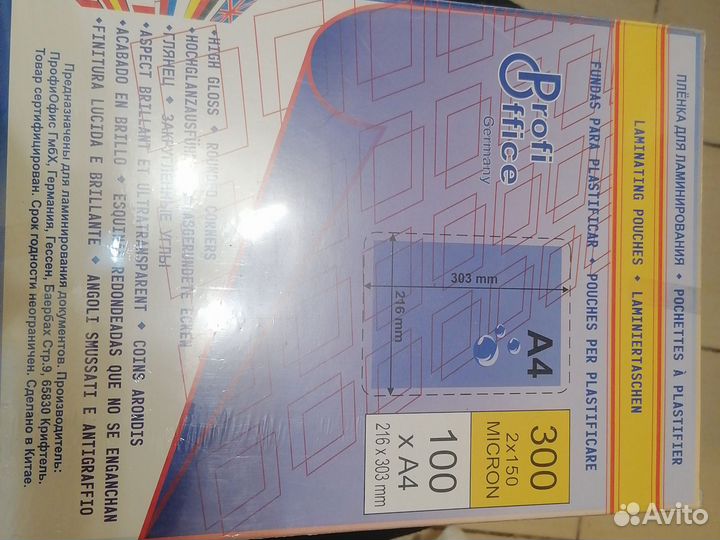 ПЛЁНКА ДЛЯ ЛАМИНИРОВАНИЯ ◆ POCHETTES À PLASTIFIER
LAMINATING POUCHES ◆ LAMINIERTASCHEN
FUNDAS PARA PLASTIFICAR ◆ POUCHES PER PLASTIFICARE
Profi
Office
Germany
303 mm
216 mm
A4
300
2x150
MICRON
100
x A4
216 x 303 mm
◆HIGH GLOSS ◆ ROUNDED CORNERS
◆ГЛЯНЕЦ ◆ ЗАКРУГЛЕННЫЕ УГЛЫ
◆ASPECT BRILLANT ET ULTRATRANSPARENT ◆ COINS ARONDIS
◆ACABADO EN BRILLO ◆ ESQUINAS REDONDEADAS QUE NO SE ENGANCHAN
◆FINITURA LUCIDA E BRILLANTE ◆ ANGOLI SMUSSATI E ANTIGRAFFIO
Предназначены для ламинирования документов. Производитель:
ПрофиОфис ГмбХ, Германия, Гессен, Баербах Стр.9, 65830 Крифтель.
Товар сертифицирован. Срок годности неограничен. Сделано в Китае.
Avito